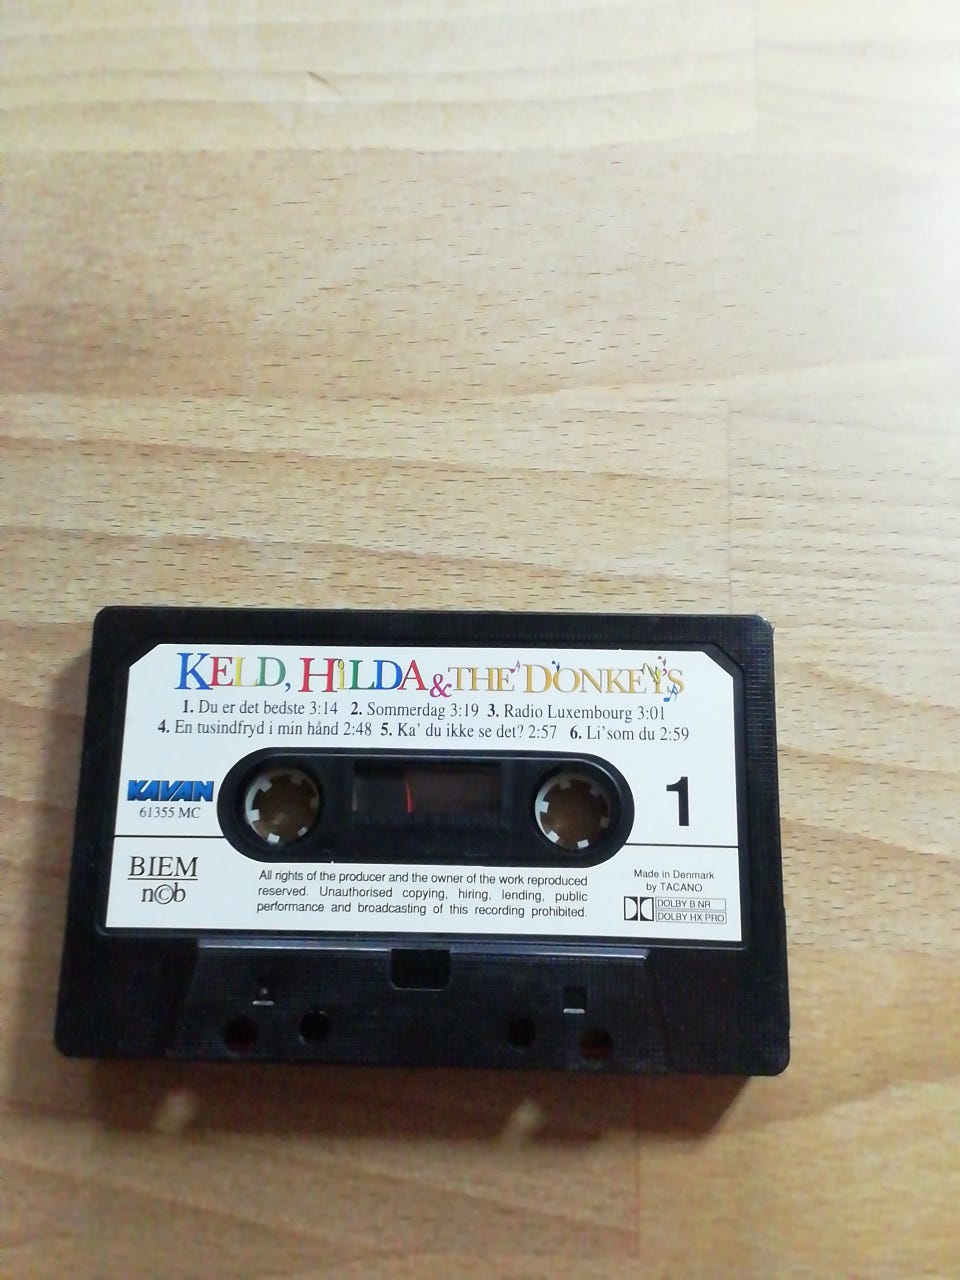 KELD, HILDA & THE DONKEYS
1. Du er det bedste 3:14 2. Sommerdag 3:19 3. Radio Luxembourg 3:01
4. En tusindfryd i min hånd 2:48 5. Ka' du ikke se det? 2:57 6. Li'som du 2:59
KAVAN
61355 MC
1
BIEM
n©b
All rights of the producer and the owner of the work reproduced
reserved. Unauthorised copying, hiring, lending, public
performance and broadcasting of this recording prohibited.
Made in Denmark
by TACANO
DOLBY B NR
DOLBY HX PRO